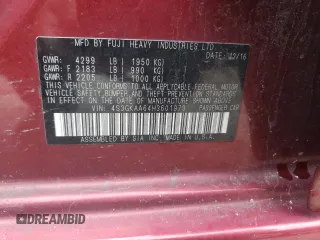 MFD BY FUJI HEAVY INDUSTRIES LTD.
GVWR: 4299 LB ( 1950 KG) DATE: 03/16
GAWR: F 2183 LB ( 990 KG)
GAWR: R 2205 LB ( 1000 KG)
THIS VEHICLE CONFORMS TO ALL APPLICABLE FEDERAL MOTOR
VEHICLE SAFETY, BUMPER, AND THEFT PREVENTION STANDARDS
IN EFFECT ON THE DATE OF MANUFACTURE SHOWN ABOVE.
VIN: 4S3GKAA64H3601979 PASSENGER CAR
ASSEMBLED BY SIA INC. MADE IN U.S.A.